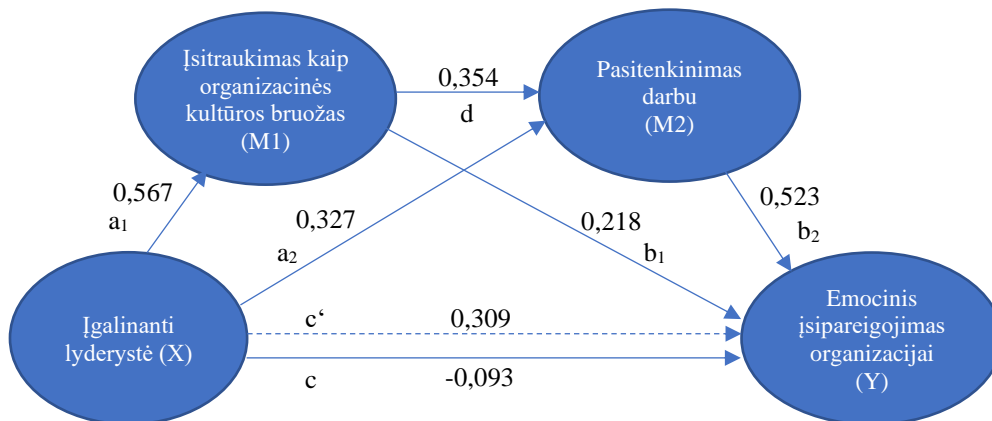 Įsitraukimas kaip
organizacinės
kultūros bruožas
(M1)
0,354
d
Pasitenkinimas
darbu
(M2)
0,567
a1
0,327
a2
0,218
b1
0,523
b2
Įgalinanti
lyderystė (X)
c‘
0,309
c
-0,093
Emocinis
įsipareigojimas
organizacijai
(Y)